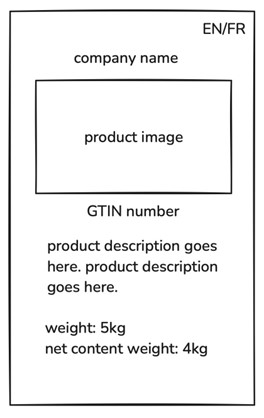 EN/FR
company name
product image
GTIN number
product description goes
here. product description
goes here.
weight: 5kg
net content weight: 4kg